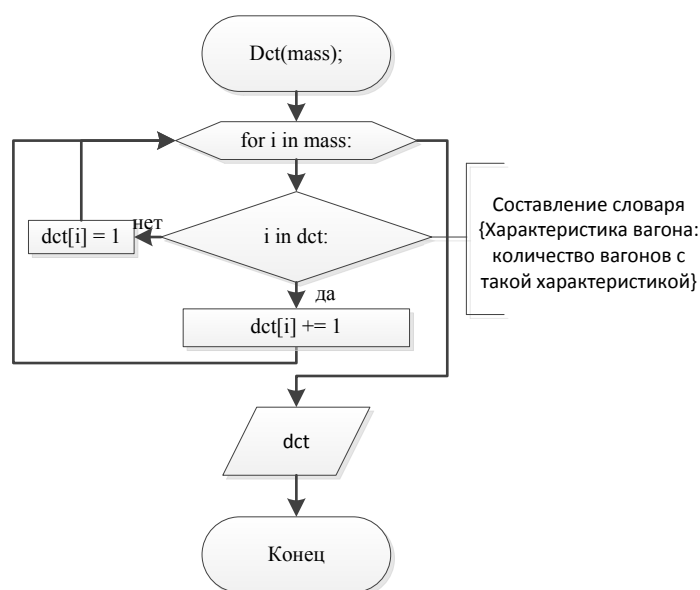 Dct(mass);
for i in mass:
i in dct:
нет
dct[i] = 1
да
dct[i] += 1
Составление словаря
{Характеристика вагона:
количество вагонов с
такой характеристикой}
dct
Конец